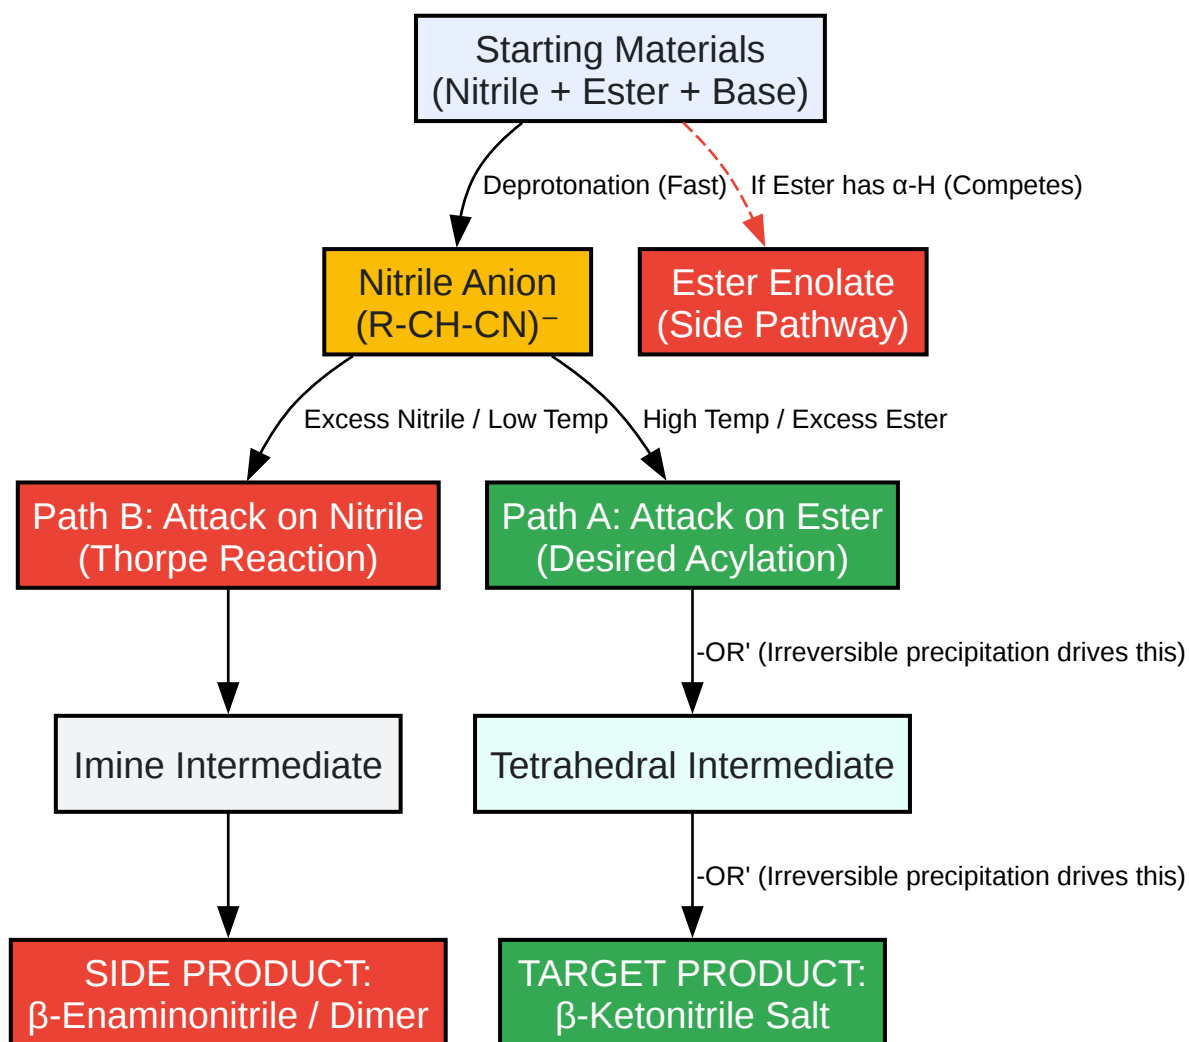 Starting Materials
(Nitrile + Ester + Base)
Deprotonation (Fast)
If Ester has α-H (Competes)
Nitrile Anion
(R-CH-CN)⁻
Ester Enolate
(Side Pathway)
Excess Nitrile / Low Temp
High Temp / Excess Ester
Path B: Attack on Nitrile
(Thorpe Reaction)
Path A: Attack on Ester
(Desired Acylation)
-OR' (Irreversible precipitation drives this)
Imine Intermediate
Tetrahedral Intermediate
-OR' (Irreversible precipitation drives this)
SIDE PRODUCT:
β-Enaminonitrile / Dimer
TARGET PRODUCT:
β-Ketonitrile Salt